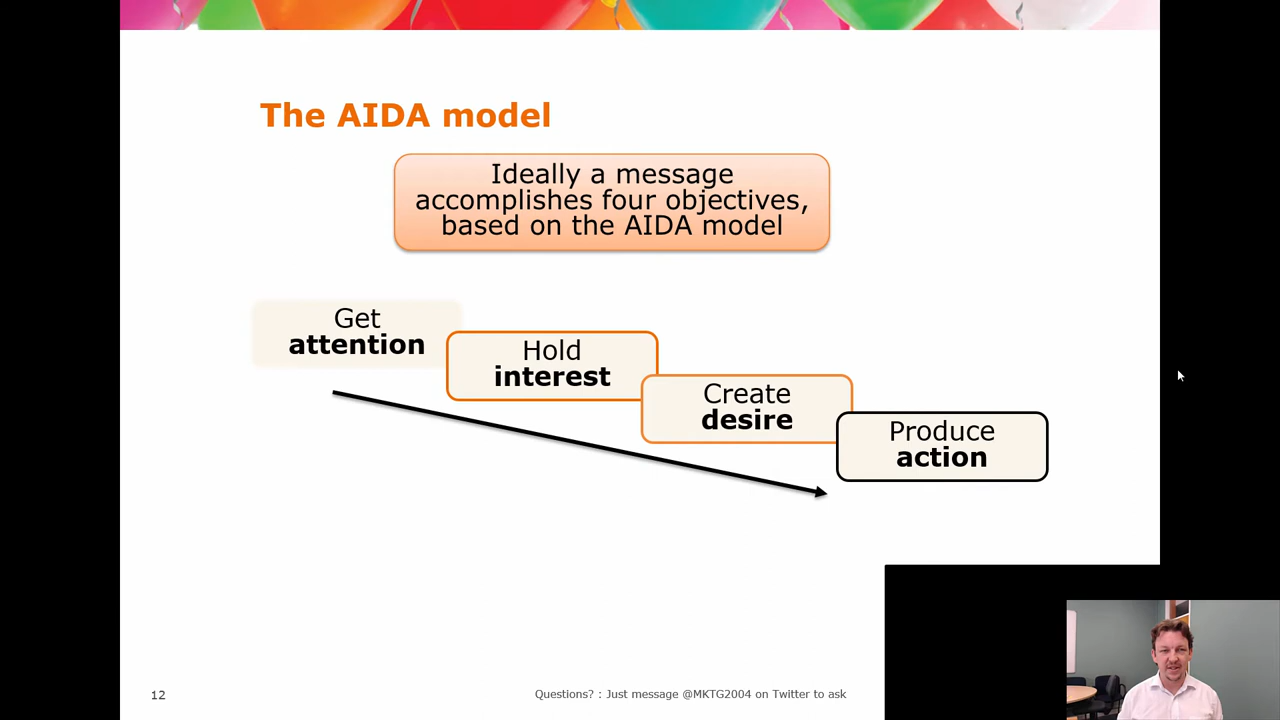 The AIDA model
Ideally a message
accomplishes four objectives,
based on the AIDA model
Get
attention
Hold
interest
Create
desire
Produce
action
12
Questions? : Just message @MKTG2004 on Twitter to ask